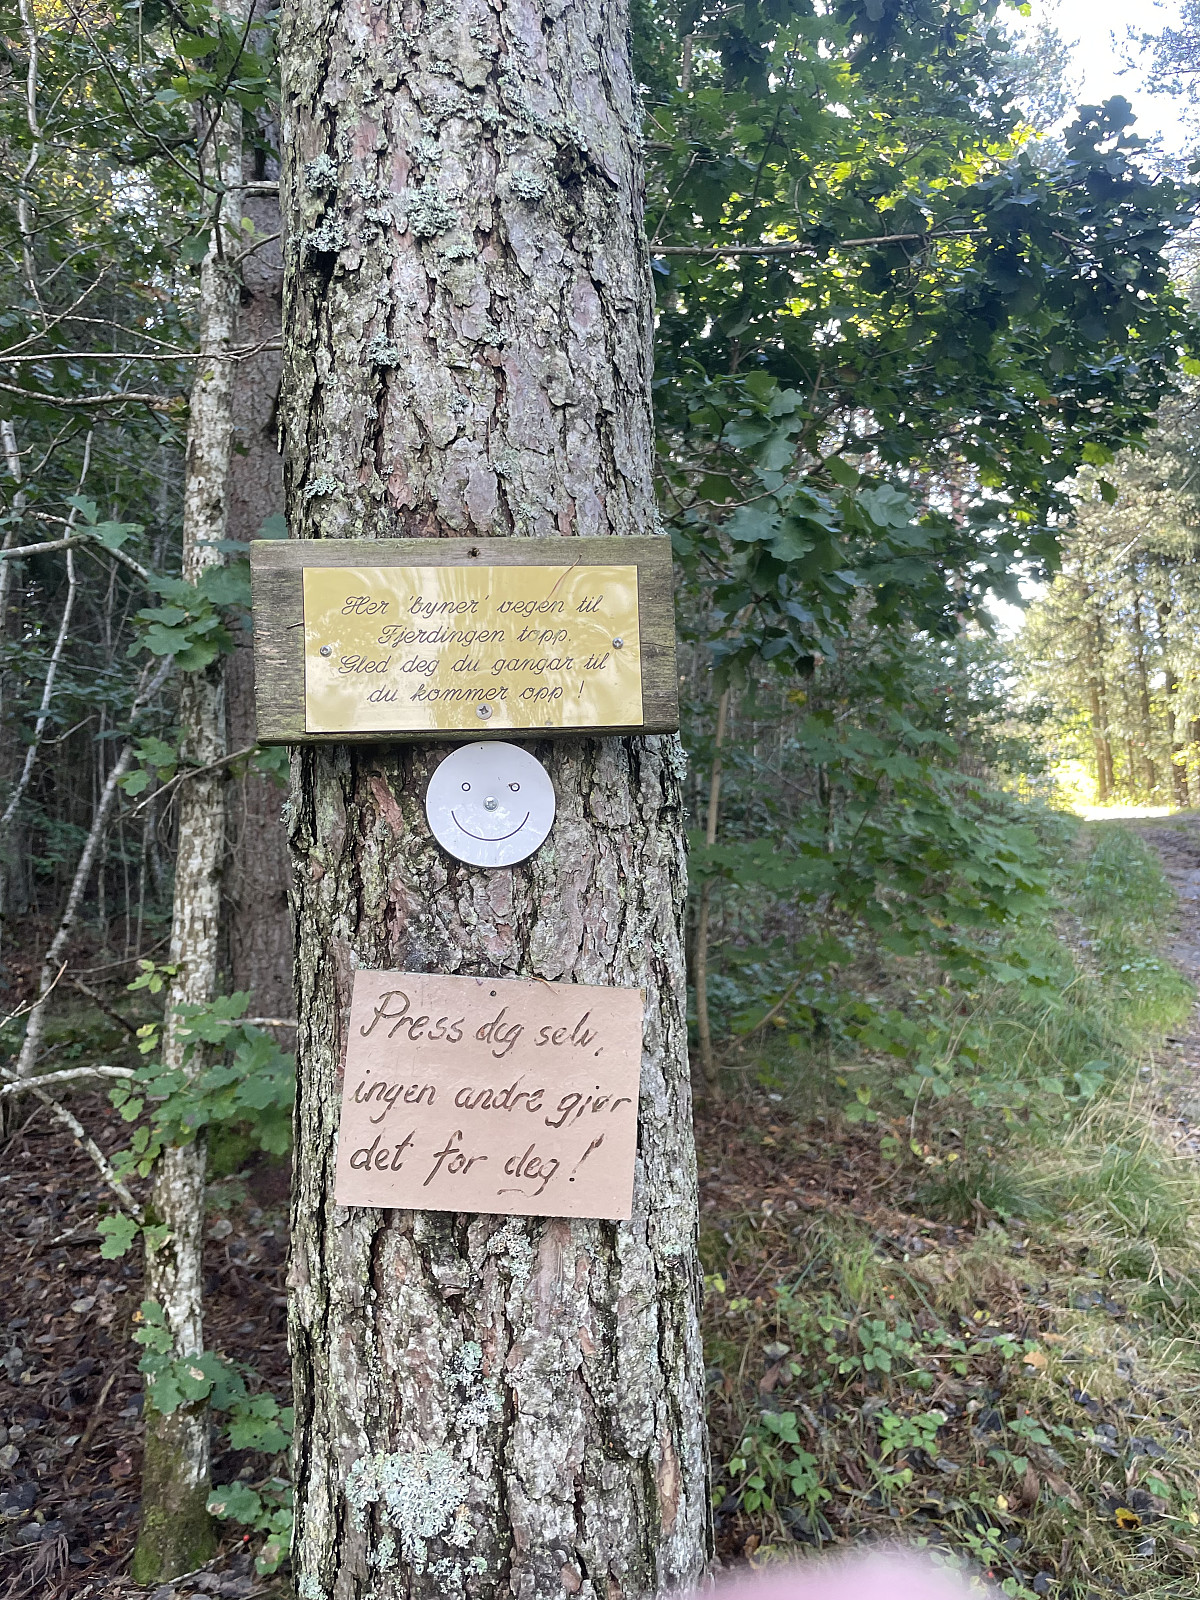 Her 'byner' vegen til
Fjerdingen topp.
Gled deg du gangar til
du kommer opp !
Press deg selv,
ingen andre gjør
det for deg!